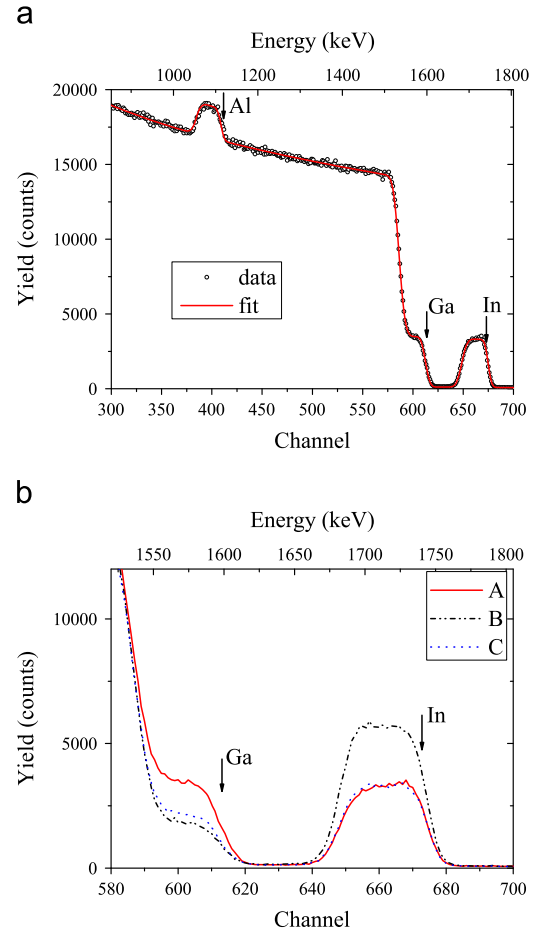 a
Energy (keV)
1000 1200 1400 1600 1800
20000
15000
10000
5000
0
Yield (counts)
Al
data
fit
Ga
In
300 350 400 450 500 550 600 650 700
Channel
b
Energy (keV)
1550 1600 1650 1700 1750 1800
10000
5000
0
Yield (counts)
A
B
C
Ga
In
580 600 620 640 660 680 700
Channel